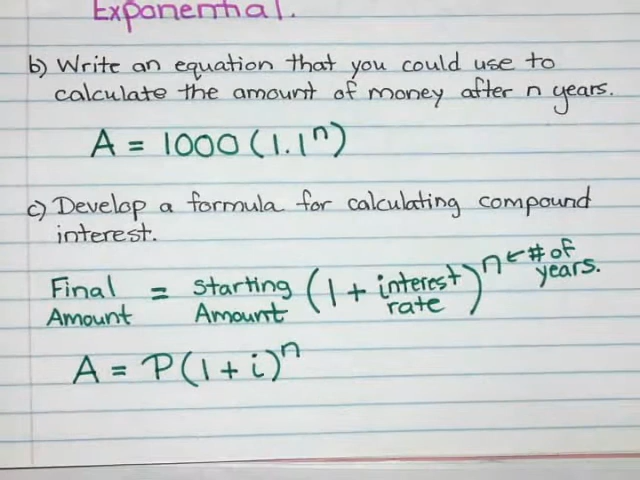 Exponential.
b) Write an equation that you could use to
calculate the amount of money after n years.
A = 1000 (1.1ⁿ)
c) Develop a formula for calculating compound
interest.
Final Amount = Starting Amount (1 + interest rate)ⁿ ← # of years.
A = P(1 + i)ⁿ